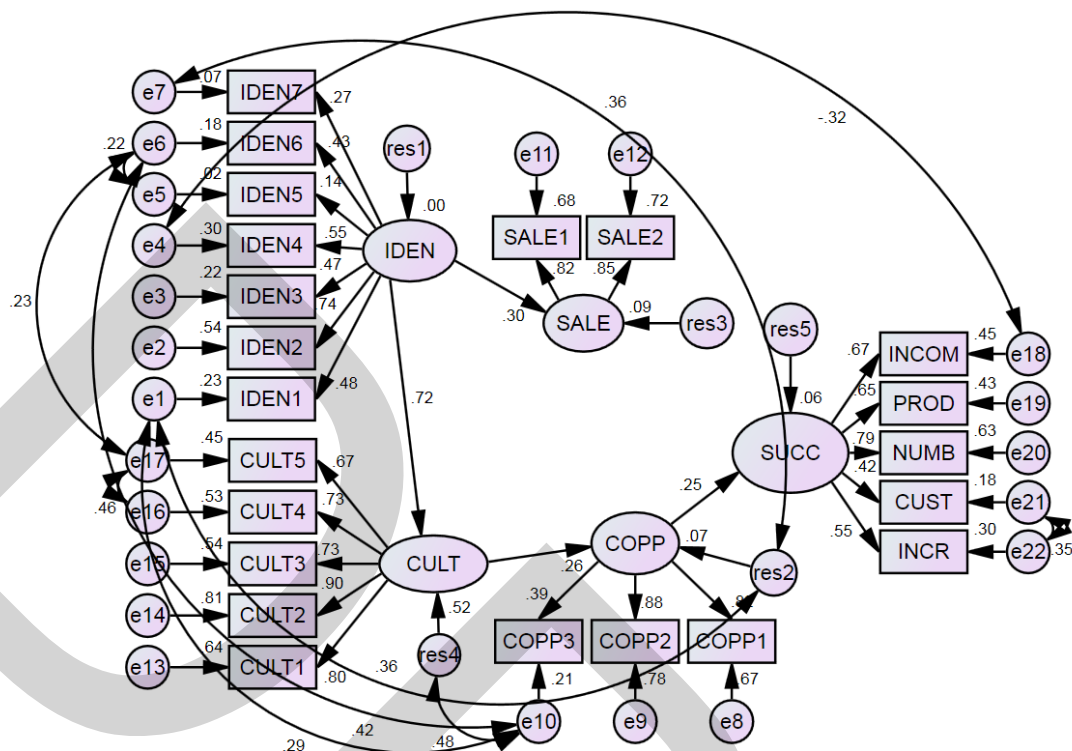 -.32
.36
e7
.07
IDEN7
.27
e6
.18
IDEN6
.43
res1
e11
e12
.22
e5
.02
IDEN5
.14
.00
.68
.72
e4
.30
IDEN4
.55
IDEN
SALE1
SALE2
e3
.22
IDEN3
.47
.82
.85
.23
.74
.30
SALE
.09
res3
res5
e2
.54
IDEN2
.67
INCOM
.45
e18
e1
.23
IDEN1
.48
.72
.06
.65
PROD
.43
e19
e17
.45
CULT5
.67
SUCC
.79
NUMB
.63
e20
.46
e16
.53
CULT4
.73
.25
.42
CUST
.18
e21
e15
.54
CULT3
.73
CULT
COPP
.07
.55
INCR
.30
e22
.35
.26
res2
e14
.81
CULT2
.90
.52
.39
.88
COPP3
COPP2
COPP1
e13
.64
CULT1
.80
.36
res4
.21
.78
.67
e10
e9
e8
.42
.48
.29